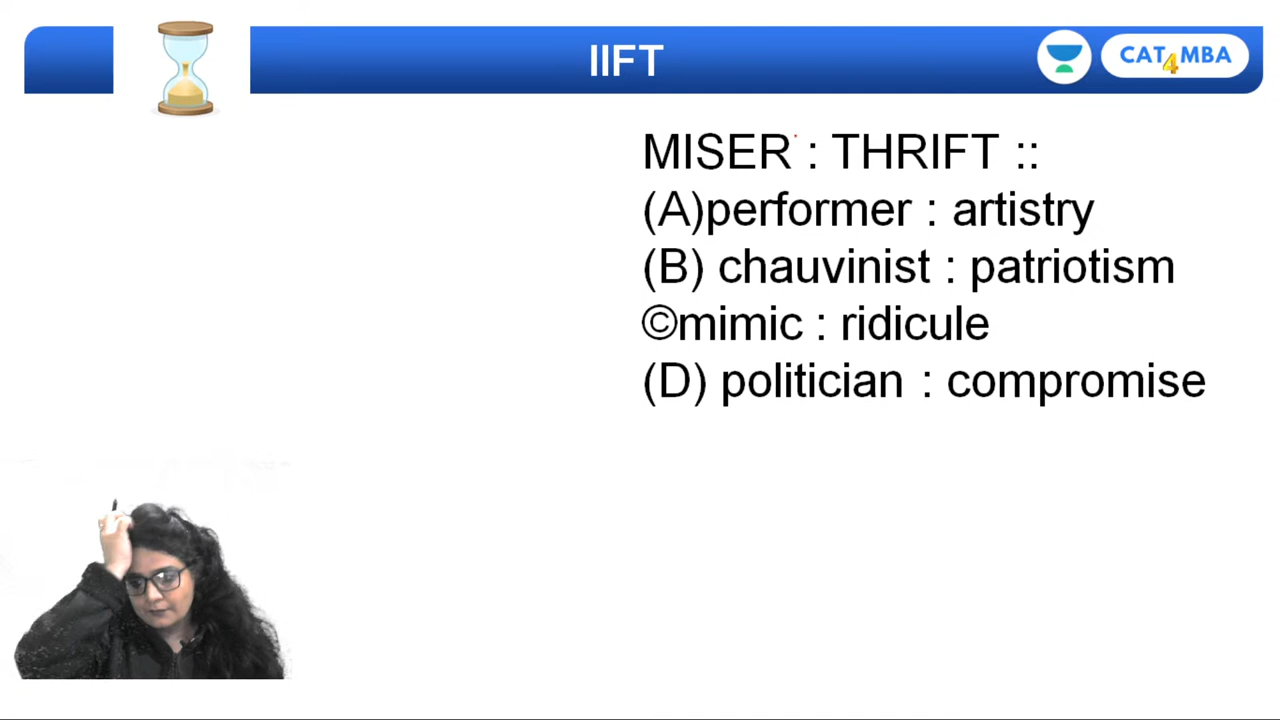 IIFT
CAT4MBA
MISER : THRIFT ::
(A)performer : artistry
(B) chauvinist : patriotism
©mimic : ridicule
(D) politician : compromise